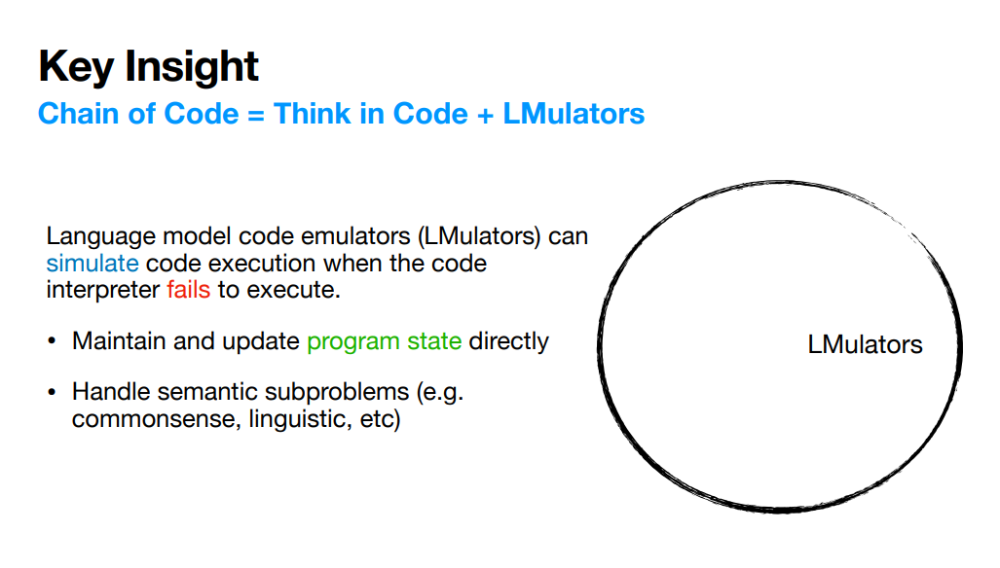 Key Insight
Chain of Code = Think in Code + LMulators
Language model code emulators (LMulators) can
simulate code execution when the code
interpreter fails to execute.
• Maintain and update program state directly
• Handle semantic subproblems (e.g.
commonsense, linguistic, etc)
LMulators